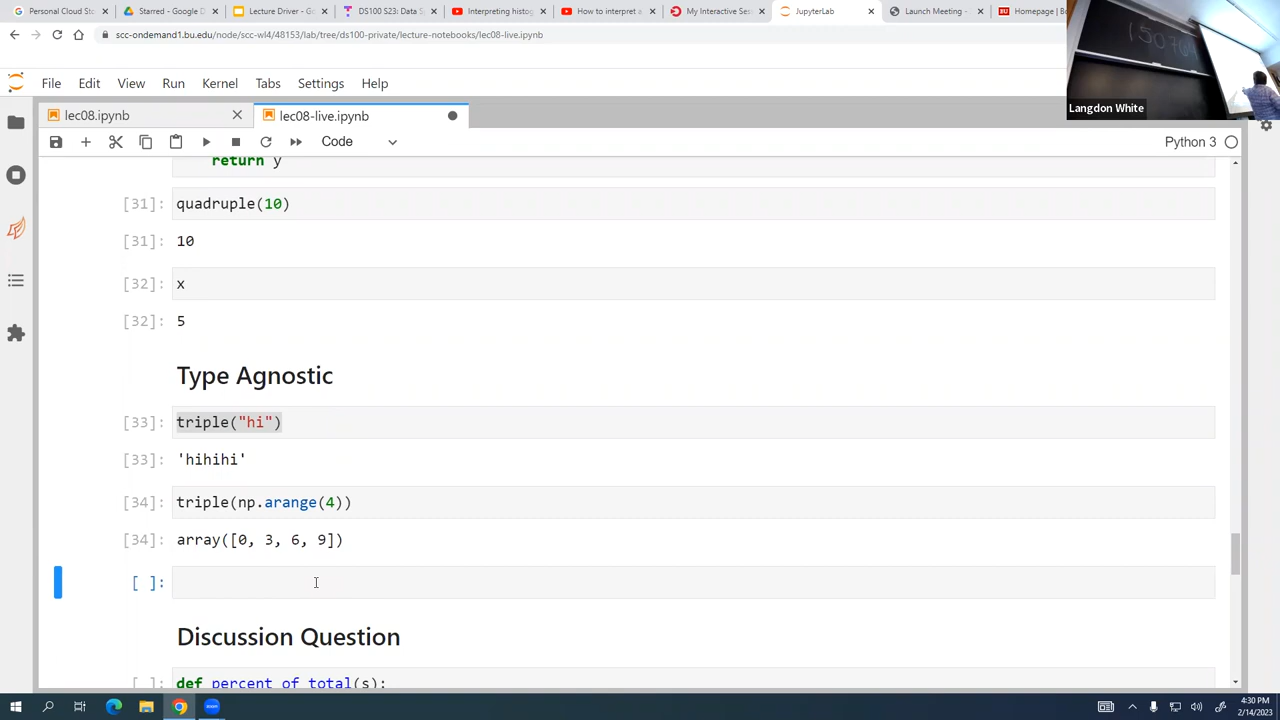 Personal Cloud Sto
Starred - Google D
Lecture Driver - Go
DS100 S23: Data S
Interpreting histog
How to interpret a
My Interactive Ses
JupyterLab
Launch Meeting -
Homepage | Bo
scc-ondemand1.bu.edu/node/scc-wl4/48153/lab/tree/ds100-private/lecture-notebooks/lec08-live.ipynb
File Edit View Run Kernel Tabs Settings Help
Langdon White
lec08.ipynb
lec08-live.ipynb
Code
Python 3
return y
[31]: quadruple(10)
[31]: 10
[32]: x
[32]: 5
Type Agnostic
[33]: triple("hi")
[33]: 'hihihi'
[34]: triple(np.arange(4))
[34]: array([0, 3, 6, 9])
[ ]:
Discussion Question
[ ]: def percent_of_total(s):
4:30 PM
2/14/2023